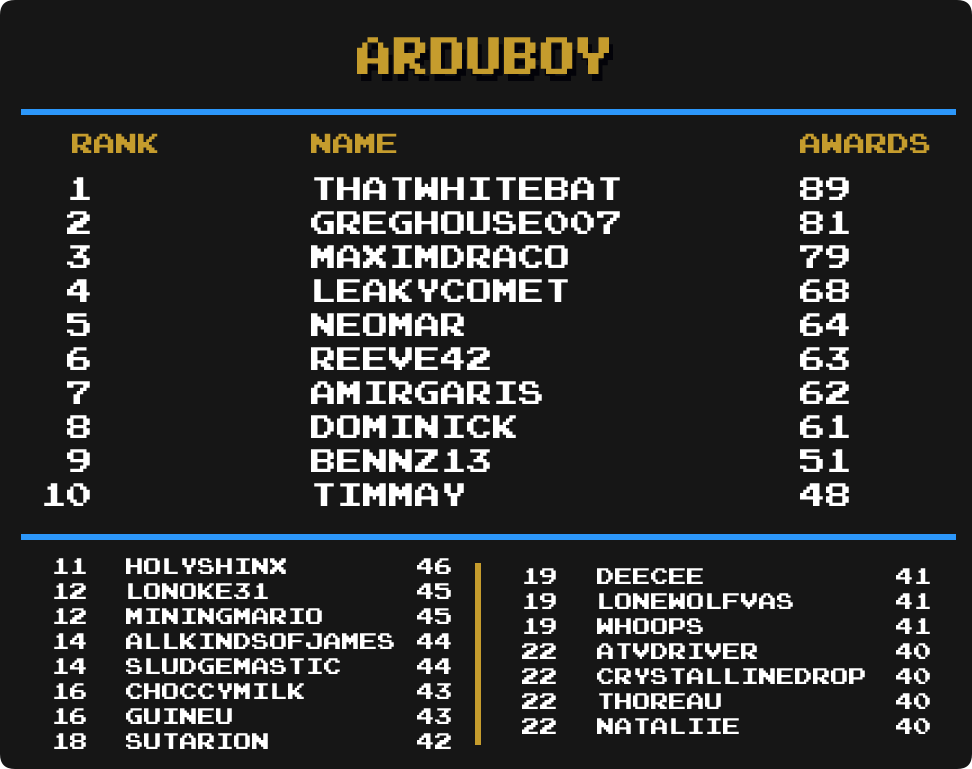 ARDUBOY
RANK NAME AWARDS
1 THATWHITEBAT 89
2 GREGHOUSE007 81
3 MAXIMDRACO 79
4 LEAKYCOMET 68
5 NEOMAR 64
6 REEVE42 63
7 AMIRGARIS 62
8 DOMINICK 61
9 BENNZ13 51
10 TIMMAY 48
11 HOLYSHINX 46
12 LONOKE31 45
12 MININGMARIO 45
14 ALLKINDSOFJAMES 44
14 SLUDGEMASTIC 44
16 CHOCCYMILK 43
16 GUINEU 43
18 SUTARION 42
19 DEECEE 41
19 LONEWOLFVAS 41
19 WHOOPS 41
22 ATVDRIVER 40
22 CRYSTALLINEDROP 40
22 THOREAU 40
22 NATALIIE 40